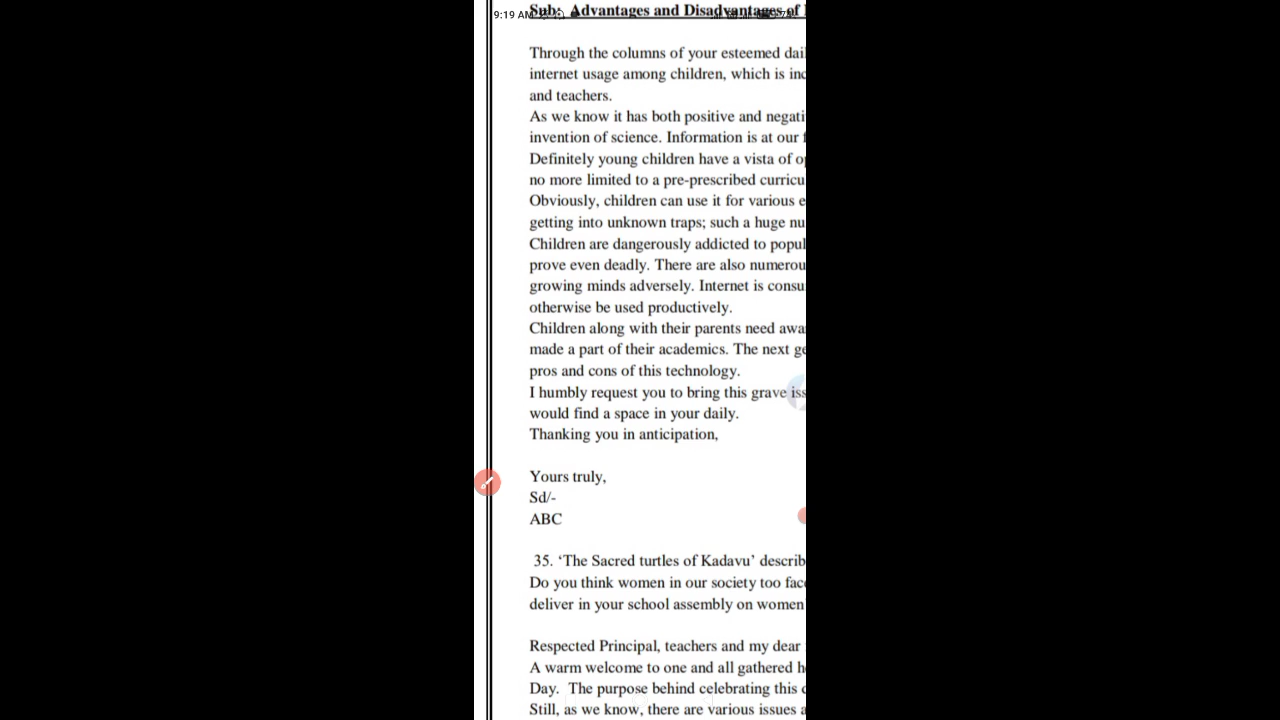 9:19 AM
Sub: Advantages and Disadvantages of
Through the columns of your esteemed dai
internet usage among children, which is inc
and teachers.
As we know it has both positive and negati
invention of science. Information is at our
Definitely young children have a vista of o
no more limited to a pre-prescribed curricu
Obviously, children can use it for various e
getting into unknown traps; such a huge nu
Children are dangerously addicted to popul
prove even deadly. There are also numerou
growing minds adversely. Internet is consu
otherwise be used productively.
Children along with their parents need awa
made a part of their academics. The next ge
pros and cons of this technology.
I humbly request you to bring this grave iss
would find a space in your daily.
Thanking you in anticipation,
Yours truly,
Sd/-
ABC
35. ‘The Sacred turtles of Kadavu’ describ
Do you think women in our society too fac
deliver in your school assembly on women
Respected Principal, teachers and my dear
A warm welcome to one and all gathered h
Day. The purpose behind celebrating this
Still, as we know, there are various issues a